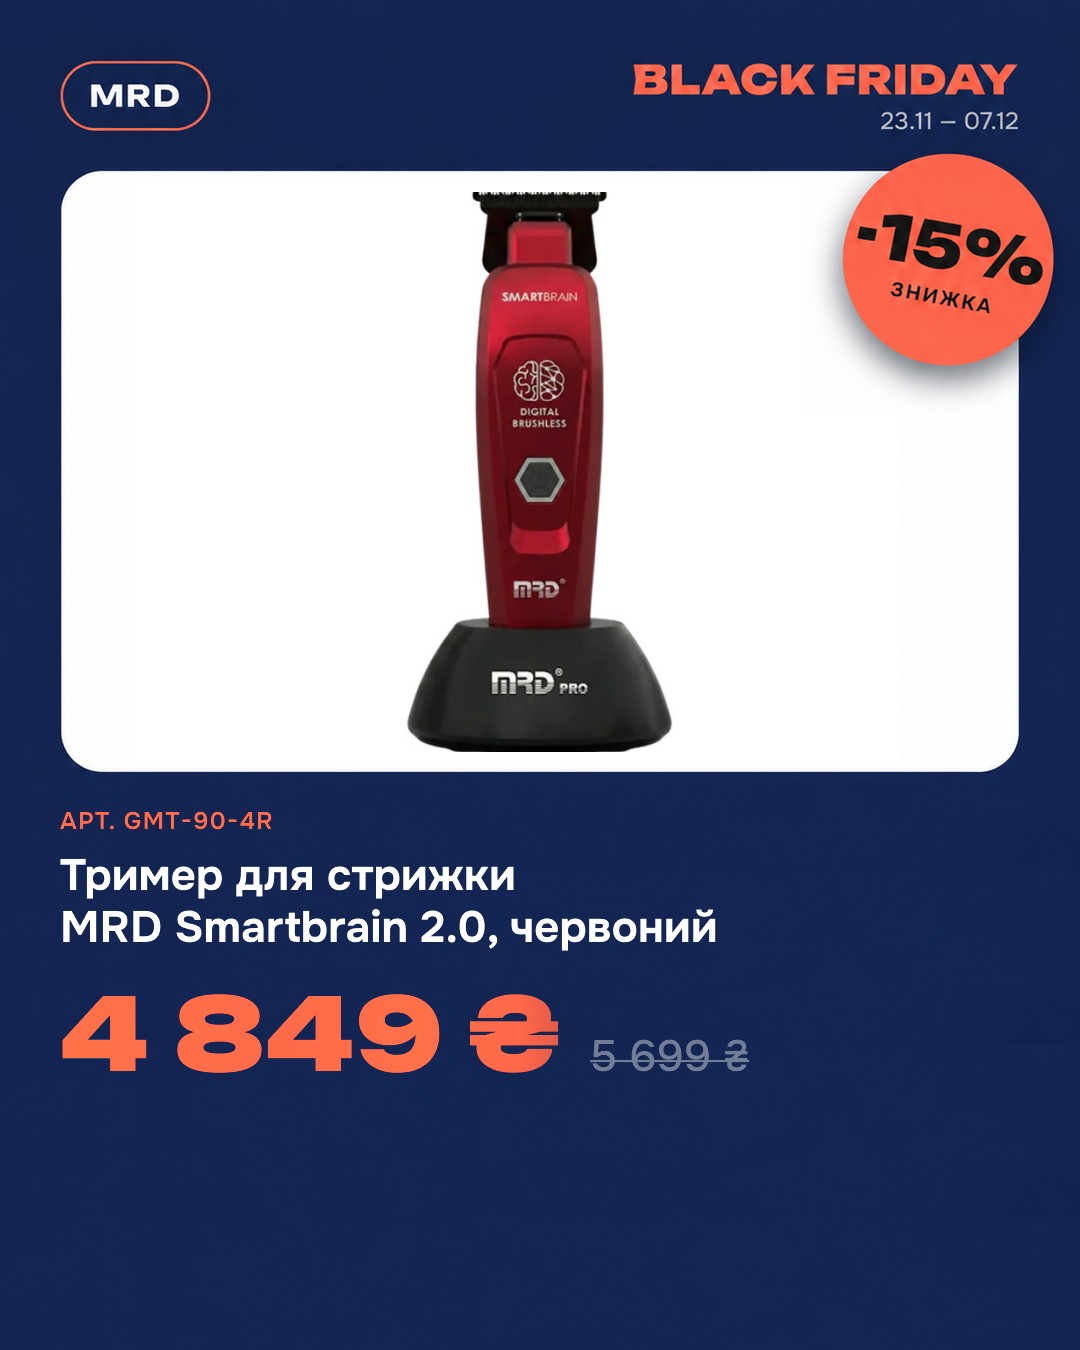 MRD
BLACK FRIDAY
23.11 – 07.12
-15%
ЗНИЖКА
SMARTBRAIN
DIGITAL
BRUSHLESS
MRD®
MRD® PRO
АРТ. GMT-90-4R
Тример для стрижки
MRD Smartbrain 2.0, червоний
4 849 ₴ 5 699 ₴